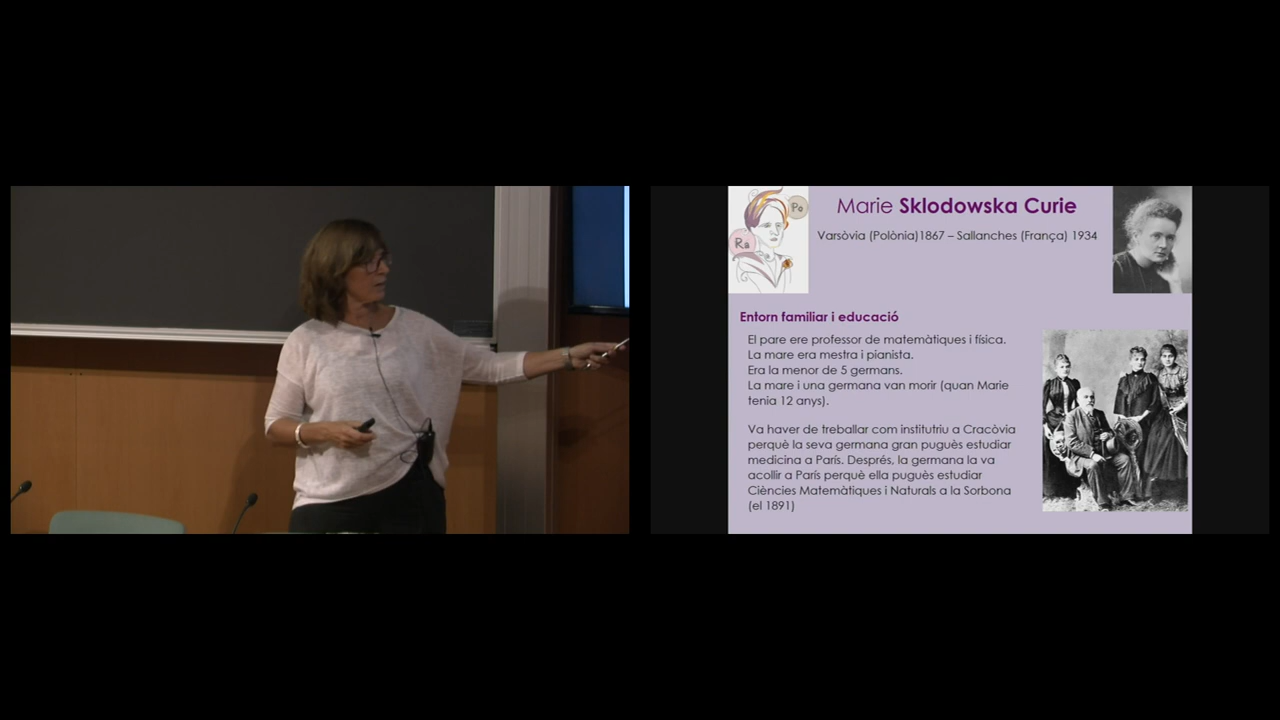 Marie Sklodowska Curie
Po
Varsòvia (Polònia)1867 – Sallanches (França) 1934
Ra
Entorn familiar i educació
El pare ere professor de matemàtiques i física.
La mare era mestra i pianista.
Era la menor de 5 germans.
La mare i una germana van morir (quan Marie
tenia 12 anys).
Va haver de treballar com institutriu a Cracòvia
perquè la seva germana gran pugués estudiar
medicina a París. Després, la germana la va
acollir a París perquè ella pugués estudiar
Ciències Matemàtiques i Naturals a la Sorbona
(el 1891)